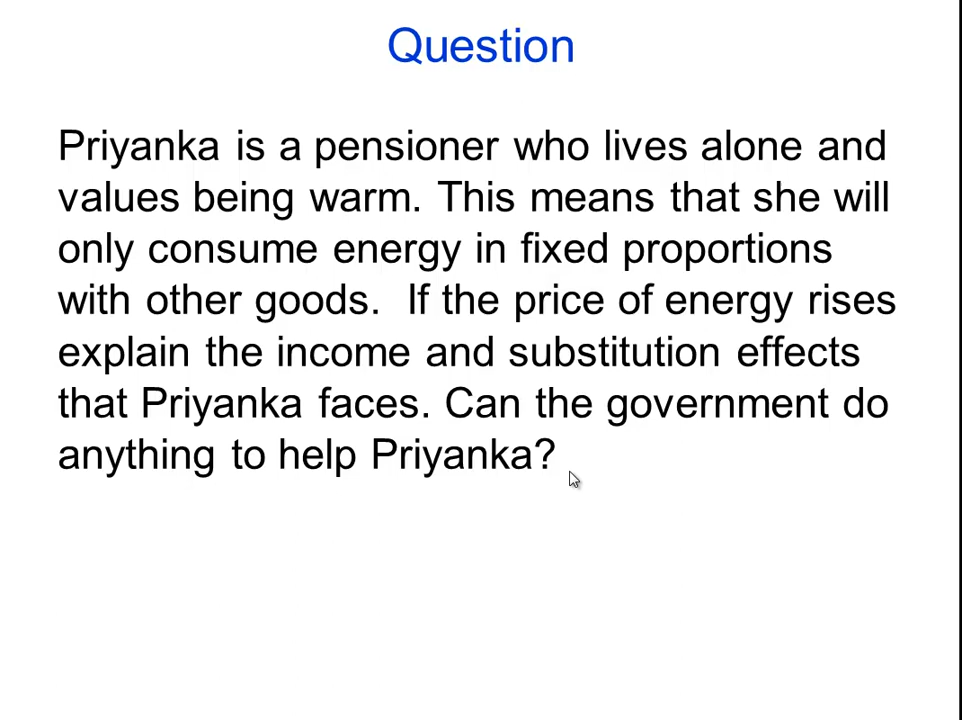 Question
Priyanka is a pensioner who lives alone and
values being warm. This means that she will
only consume energy in fixed proportions
with other goods.  If the price of energy rises
explain the income and substitution effects
that Priyanka faces. Can the government do
anything to help Priyanka?